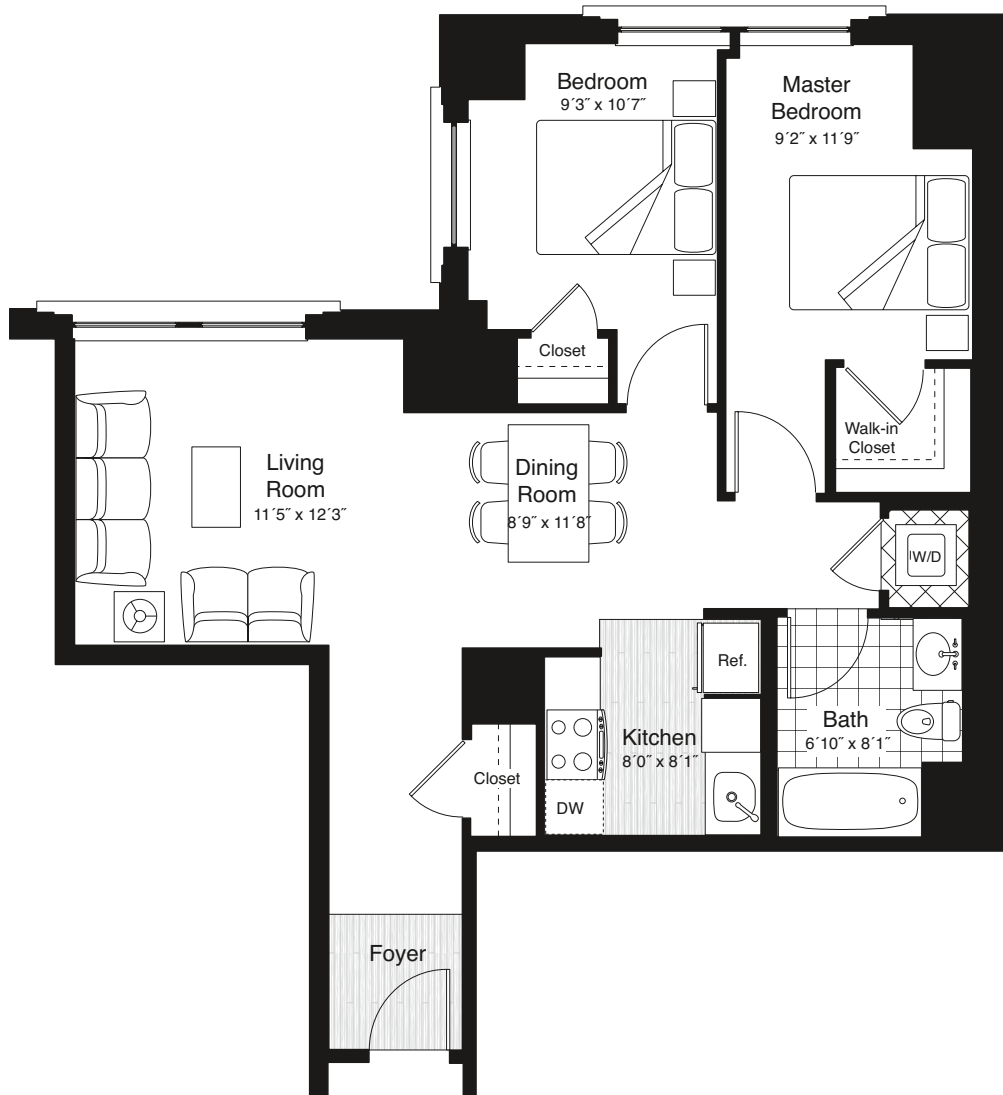 Bedroom
9´3˝ x 10´7˝
Master
Bedroom
9´2˝ x 11´9˝
Closet
Walk-in
Closet
Living
Room
11´5˝ x 12´3˝
Dining
Room
8´9˝ x 11´8˝
W/D
Ref.
Kitchen
8´0˝ x 8´1˝
Bath
6´10˝ x 8´1˝
Closet
DW
Foyer